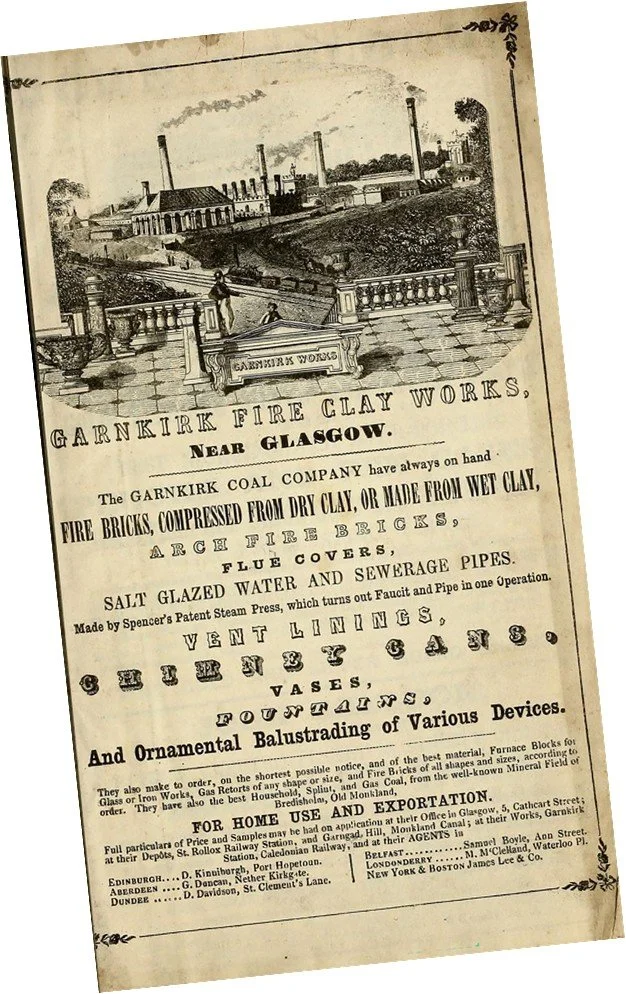 GARNKIRK WORKS
GARNKIRK FIRE CLAY WORKS,
NEAR GLASGOW.
The GARNKIRK COAL COMPANY have always on hand
FIRE BRICKS, COMPRESSED FROM DRY CLAY, OR MADE FROM WET CLAY,
ARCH FIRE BRICKS,
FLUE COVERS,
SALT GLAZED WATER AND SEWERAGE PIPES.
Made by Spencer's Patent Steam Press, which turns out Faucit and Pipe in one Operation.
VENT LININGS,
CHIMNEY CANS,
VASES,
FOUNTAINS,
And Ornamental Balustrading of Various Devices.
They also make to order, on the shortest possible notice, and of the best material, Furnace Blocks for
Glass or Iron Works, Gas Retorts of any shape or size, and Fire Bricks of all shapes and sizes, according to
order. They have also the best Household, Splint, and Gas Coal, from the well-known Mineral Field of
Bredisholm, Old Monkland,
FOR HOME USE AND EXPORTATION.
Full particulars of Price and Samples may be had on application at their Office in Glasgow, 5, Cathcart Street;
at their Depôts, St. Rollox Railway Station, and Garngad Hill, Monkland Canal; at their Works, Garnkirk
Station, Caledonian Railway, and at their AGENTS in
EDINBURGH....D. Kinniburgh, Port Hopetoun.
ABERDEEN ....G. Duncan, Nether Kirkgate.
DUNDEE ......D. Davidson, St. Clement's Lane.
BELFAST............Samuel Boyle, Ann Street.
LONDONDERRY ......M. M'Clelland, Waterloo Pl.
NEW YORK & BOSTON James Lee & Co.